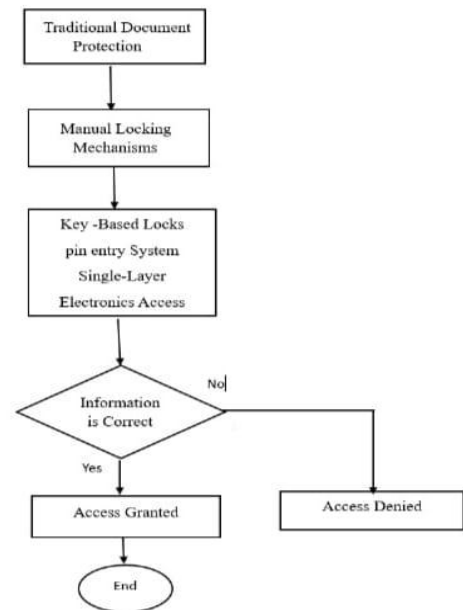 Traditional Document
Protection
Manual Locking
Mechanisms
Key -Based Locks
pin entry System
Single-Layer
Electronics Access
No
Information
is Correct
Yes
Access Granted
Access Denied
End